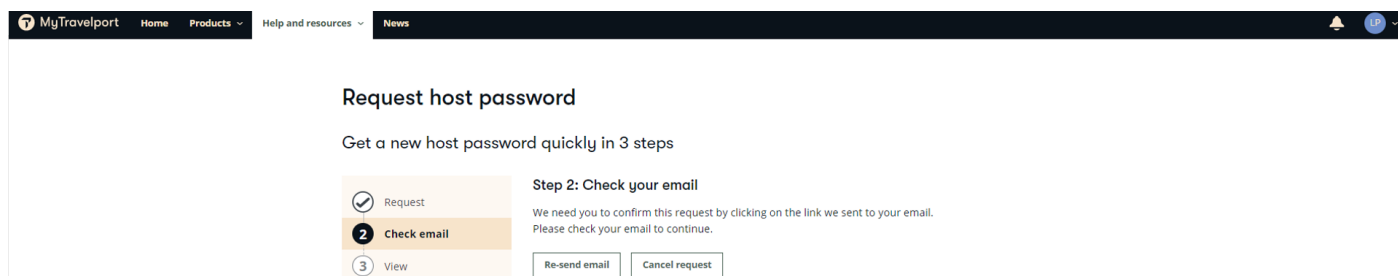 MyTravelport Home Products Help and resources News LP
Request host password
Get a new host password quickly in 3 steps
Request
2 Check email
3 View
Step 2: Check your email
We need you to confirm this request by clicking on the link we sent to your email.
Please check your email to continue.
Re-send email Cancel request